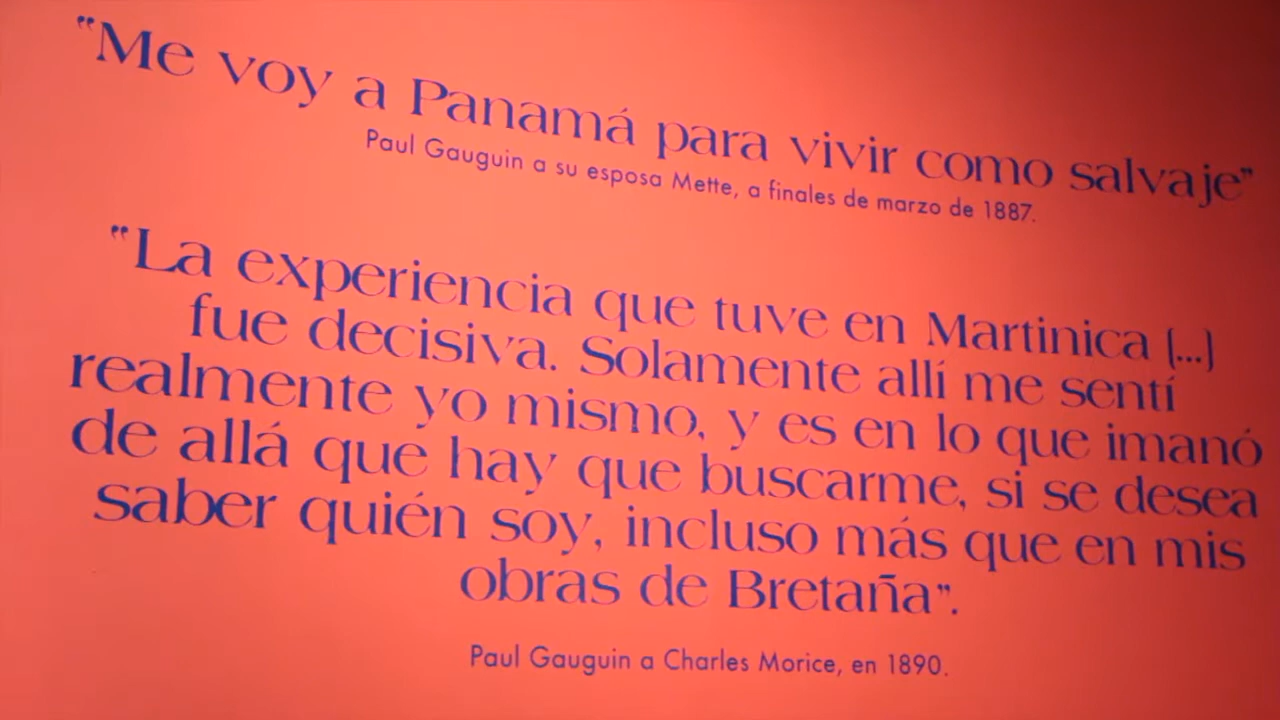 "Me voy a Panamá para vivir como salvaje"
Paul Gauguin a su esposa Mette, a finales de marzo de 1887.
"La experiencia que tuve en Martinica (...)
fue decisiva. Solamente allí me sentí
realmente yo mismo, y es en lo que imanó
de allá que hay que buscarme, si se desea
saber quién soy, incluso más que en mis
obras de Bretaña".
Paul Gauguin a Charles Morice, en 1890.